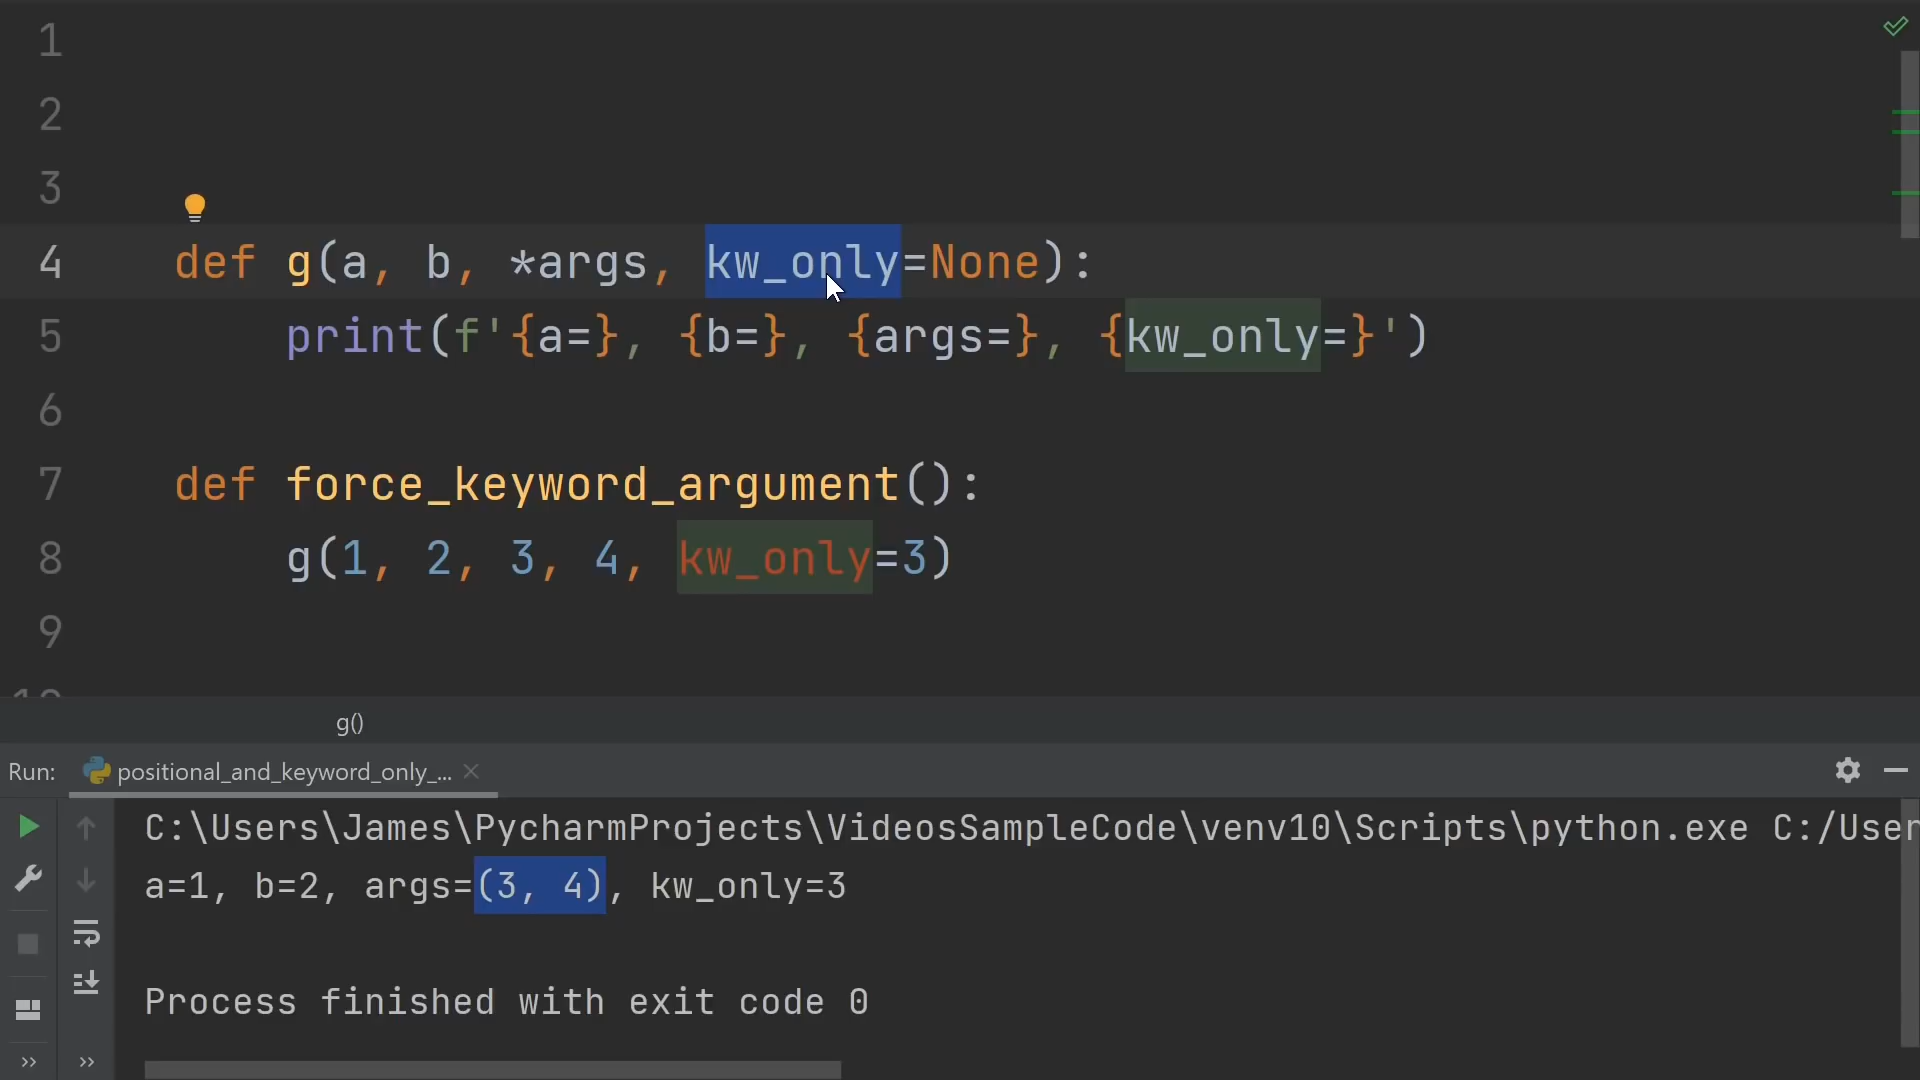 1
2
3
4 def g(a, b, *args, kw_only=None):
5 print(f'{a=}, {b=}, {args=}, {kw_only=}')
6
7 def force_keyword_argument():
8 g(1, 2, 3, 4, kw_only=3)
9
10
g()
Run: positional_and_keyword_only_...
C:\Users\James\PycharmProjects\VideosSampleCode\venv10\Scripts\python.exe C:/User
a=1, b=2, args=(3, 4), kw_only=3
Process finished with exit code 0